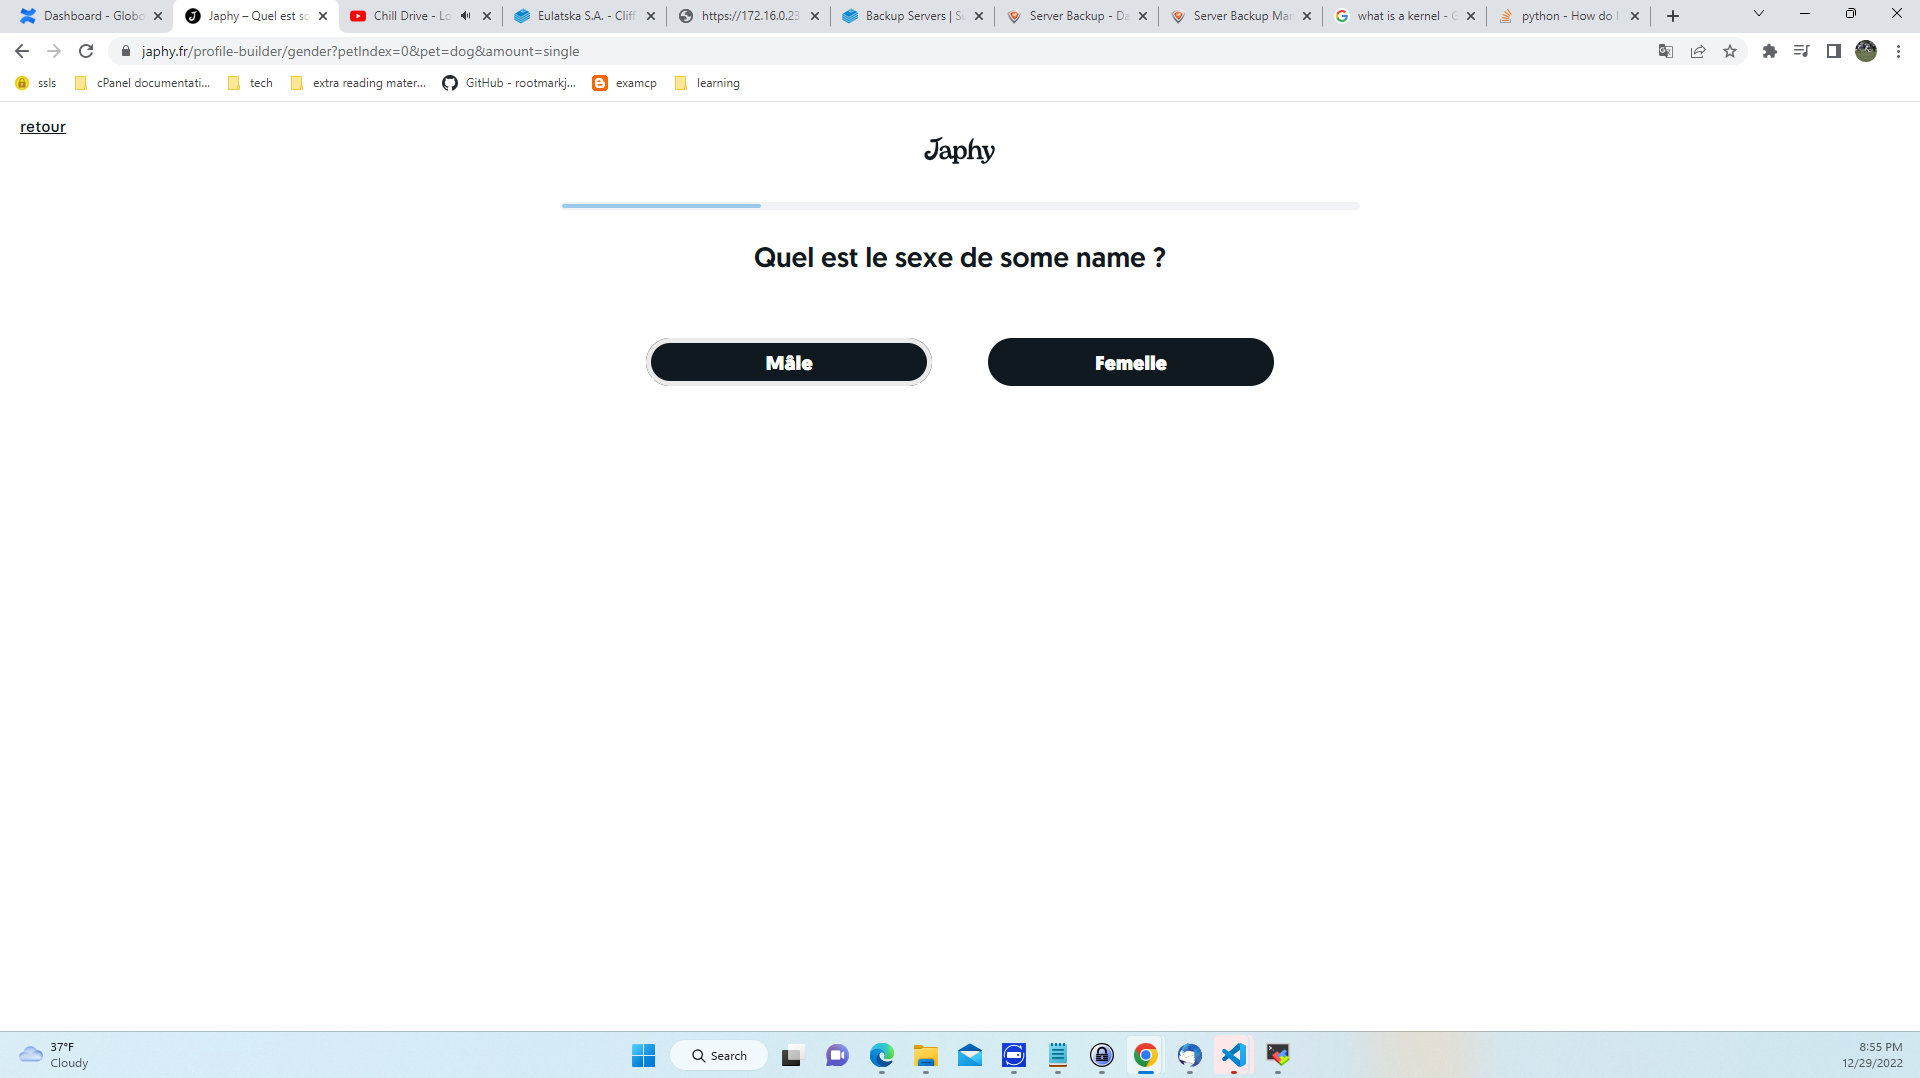 Dashboard - Globo
Japhy – Quel est so
Chill Drive - Lo
Eulatska S.A. - Cliff
https://172.16.0.23
Backup Servers | Su
Server Backup - Da
Server Backup Man
what is a kernel - G
python - How do I
japhy.fr/profile-builder/gender?petIndex=0&pet=dog&amount=single
ssls
cPanel documentati...
tech
extra reading mater...
GitHub - rootmarkj...
examcp
learning
retour
Japhy
Quel est le sexe de some name ?
Mâle
Femelle
37°F
Cloudy
Search
8:55 PM
12/29/2022